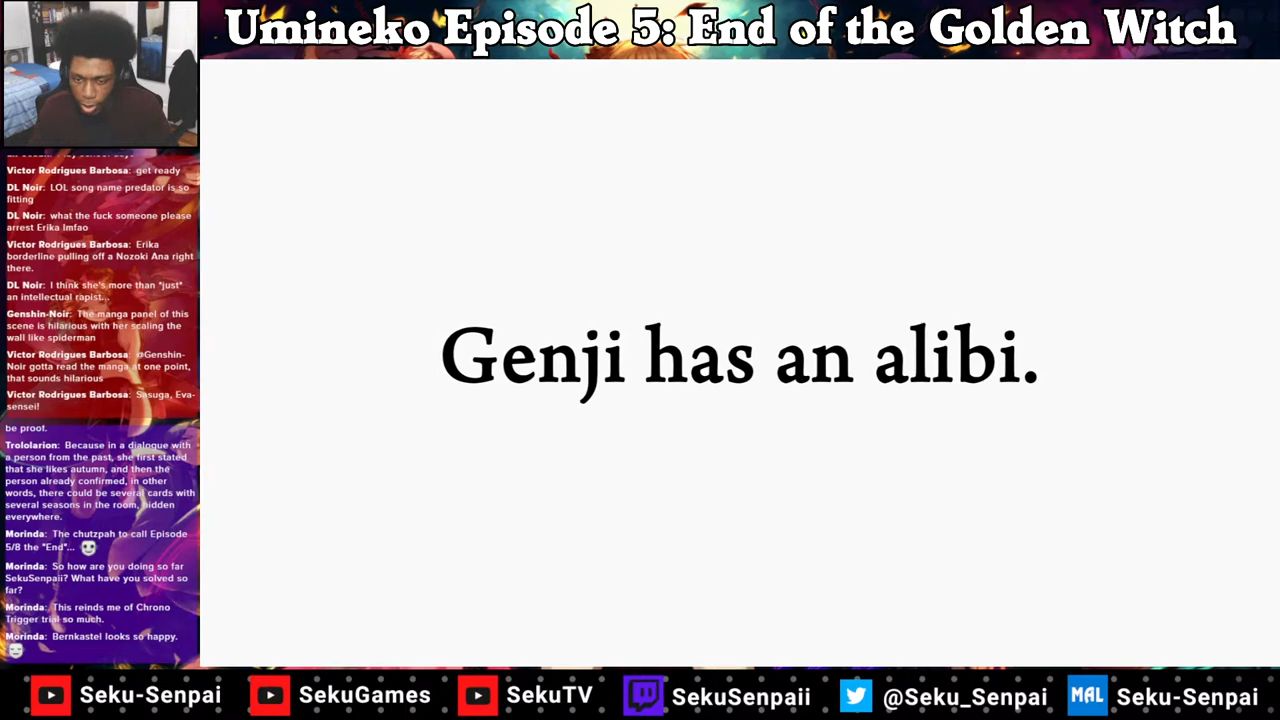 Umineko Episode 5: End of the Golden Witch
Victor Rodrigues Barbosa: get ready
DL Noir: LOL song name predator is so
fitting
DL Noir: what the fuck someone please
arrest Erika lmfao
Victor Rodrigues Barbosa: Erika
borderline pulling off a Nozoki Ana right
there.
DL Noir: I think she's more than *just*
an intellectual rapist...
Genshin-Noir: The manga panel of this
scene is hilarious with her scaling the
wall like spiderman
Victor Rodrigues Barbosa: @Genshin-
Noir gotta read the manga at one point,
that sounds hilarious
Victor Rodrigues Barbosa: Sasuga, Eva-
sensei!
be proof.
Trololarion: Because in a dialogue with
a person from the past, she first stated
that she likes autumn, and then the
person already confirmed, in other
words, there could be several cards with
several seasons in the room, hidden
everywhere.
Morinda: The chutzpah to call Episode
5/8 the "End"...
Morinda: So how are you doing so far
SekuSenpaii? What have you solved so
far?
Morinda: This reinds me of Chrono
Trigger trial so much.
Morinda: Bernkastel looks so happy.
Genji has an alibi.
Seku-Senpai
SekuGames
SekuTV
SekuSenpaii
@Seku_Senpai
MAL Seku-Senpai